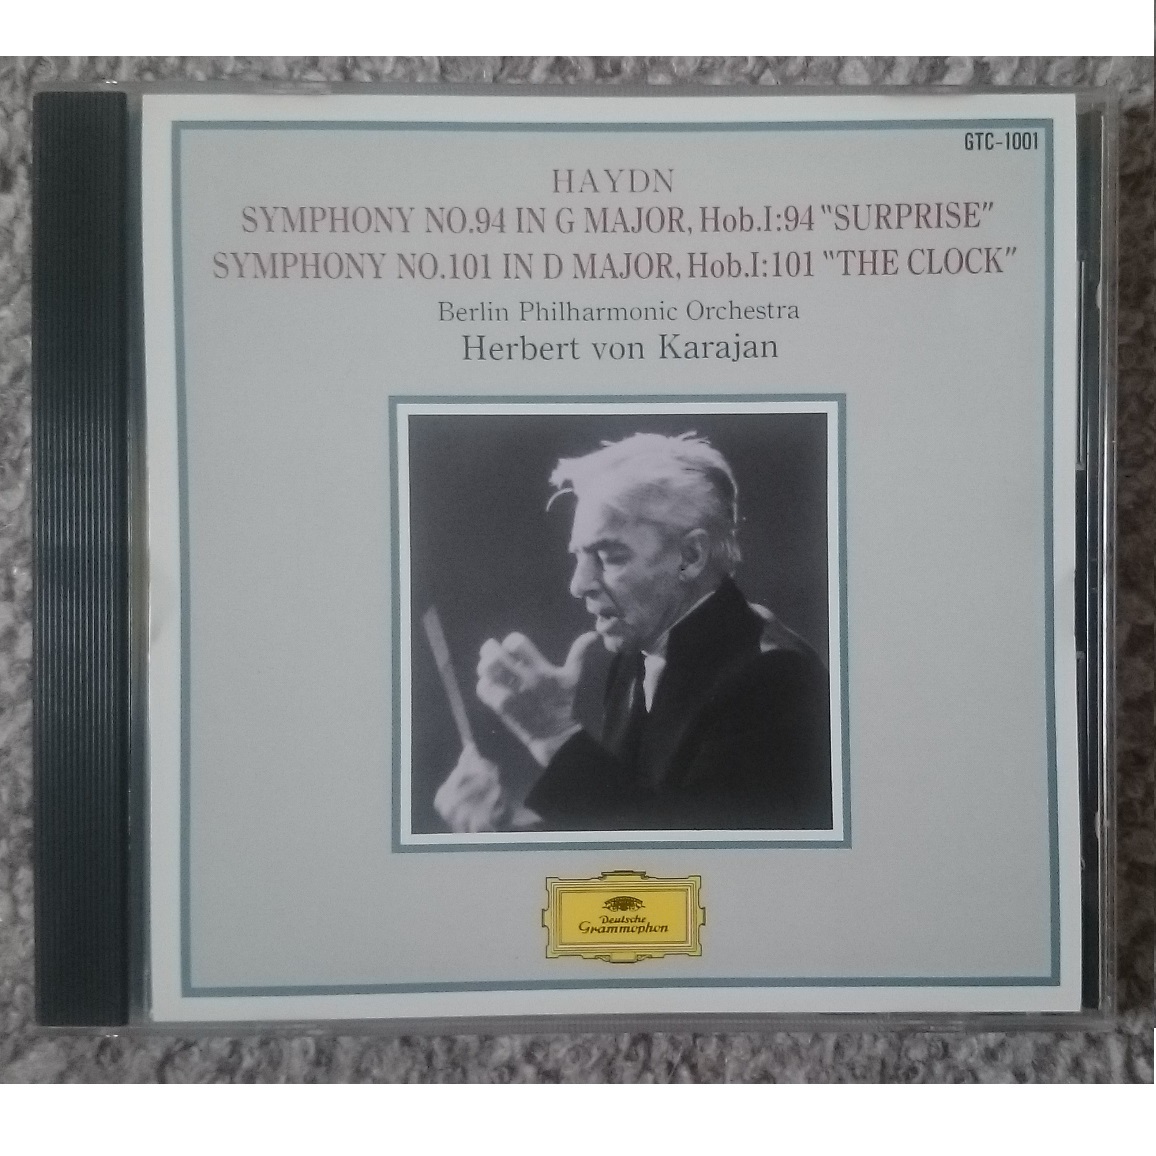 GTC-1001
HAYDN
SYMPHONY NO.94 IN G MAJOR, Hob.I:94 "SURPRISE"
SYMPHONY NO.101 IN D MAJOR, Hob.I:101 "THE CLOCK"
Berlin Philharmonic Orchestra
Herbert von Karajan
Deutsche
Grammophon